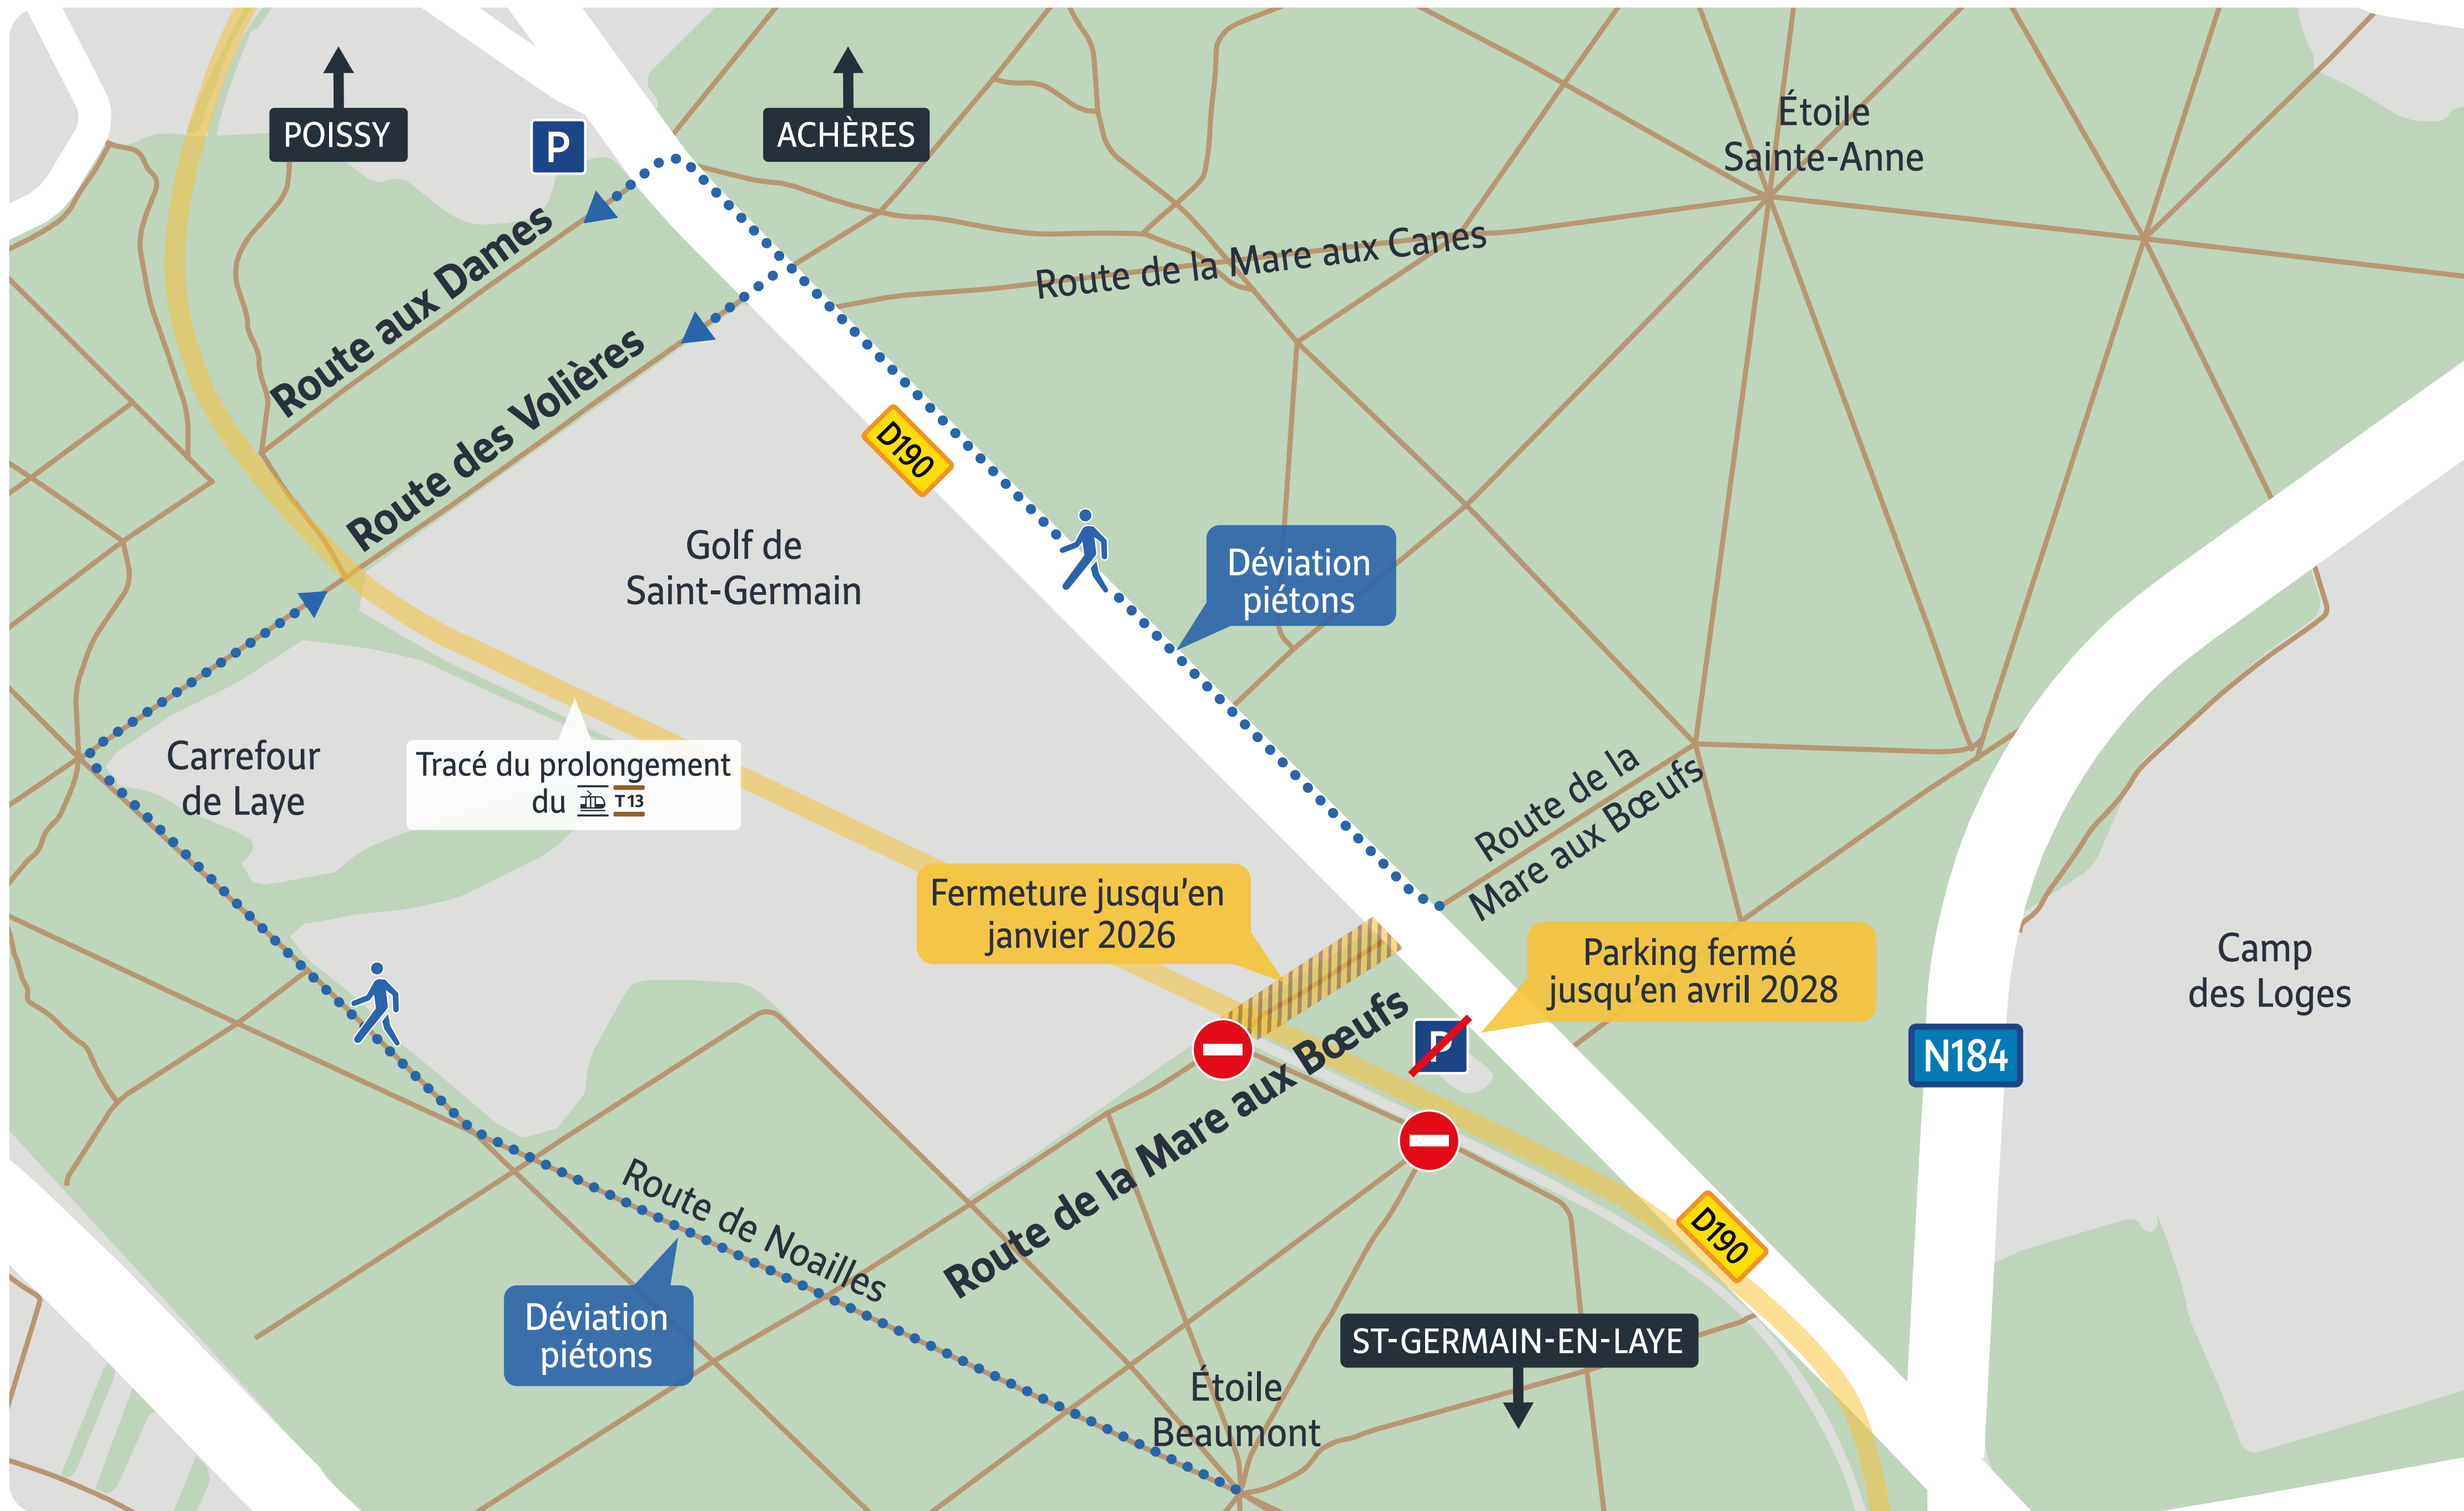 POISSY
P
ACHÈRES
Étoile
Sainte-Anne
Route aux Dames
Route de la Mare aux Canes
Route des Volières
D190
Golf de
Saint-Germain
Déviation
piétons
Carrefour
de Laye
Tracé du prolongement
du T13
Route de la
Mare aux Bœufs
Fermeture jusqu'en
janvier 2026
Parking fermé
jusqu'en avril 2028
Camp
des Loges
P
N184
Route de la Mare aux Bœufs
Route de Noailles
D190
Déviation
piétons
ST-GERMAIN-EN-LAYE
Étoile
Beaumont